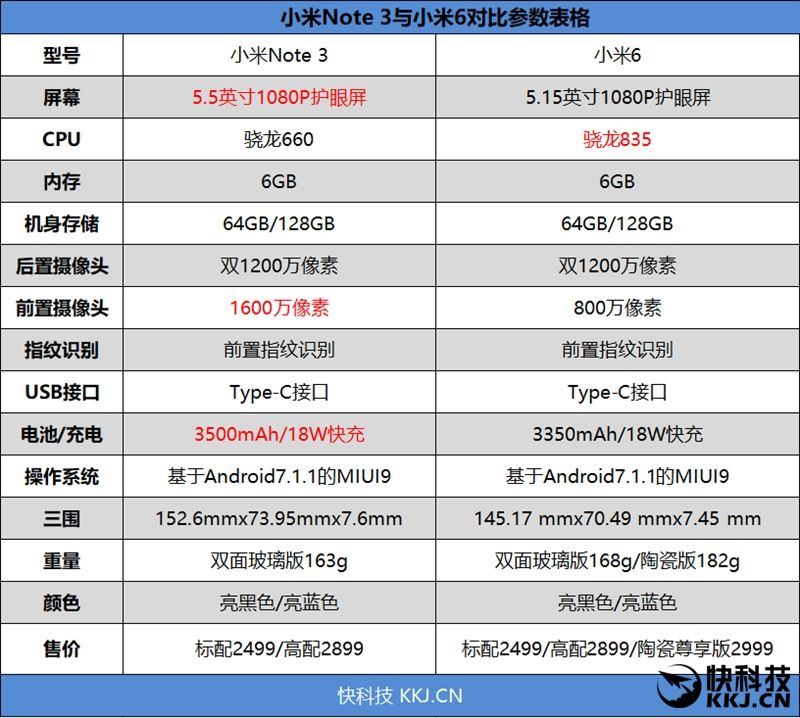 小米Note 3与小米6对比参数表格
型号 小米Note 3 小米6
屏幕 5.5英寸1080P护眼屏 5.15英寸1080P护眼屏
CPU 骁龙660 骁龙835
内存 6GB 6GB
机身存储 64GB/128GB 64GB/128GB
后置摄像头 双1200万像素 双1200万像素
前置摄像头 1600万像素 800万像素
指纹识别 前置指纹识别 前置指纹识别
USB接口 Type-C接口 Type-C接口
电池/充电 3500mAh/18W快充 3350mAh/18W快充
操作系统 基于Android7.1.1的MIUI9 基于Android7.1.1的MIUI9
三围 152.6mmx73.95mmx7.6mm 145.17 mmx70.49 mmx7.45 mm
重量 双面玻璃版163g 双面玻璃版168g/陶瓷版182g
颜色 亮黑色/亮蓝色 亮黑色/亮蓝色
售价 标配2499/高配2899 标配2499/高配2899/陶瓷尊享版2999
快科技 KKJ.CN
快科技
KKJ.CN